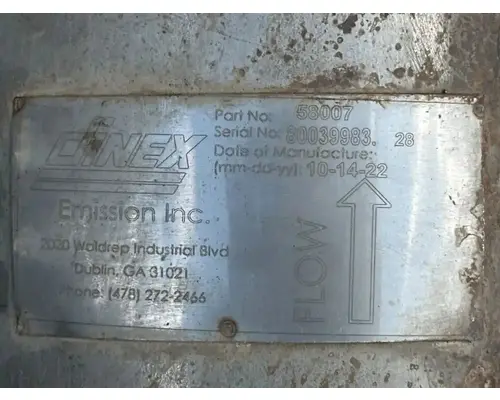 DINEX
Emission Inc.
2030 Waldrep Industrial Blvd
Dublin, GA 31021
Phone: (478) 272-2466
Part No: 58007
Serial No: 80039983. 28
Date of Manufacture:
(mm-dd-yy): 10-14-22
FLOW